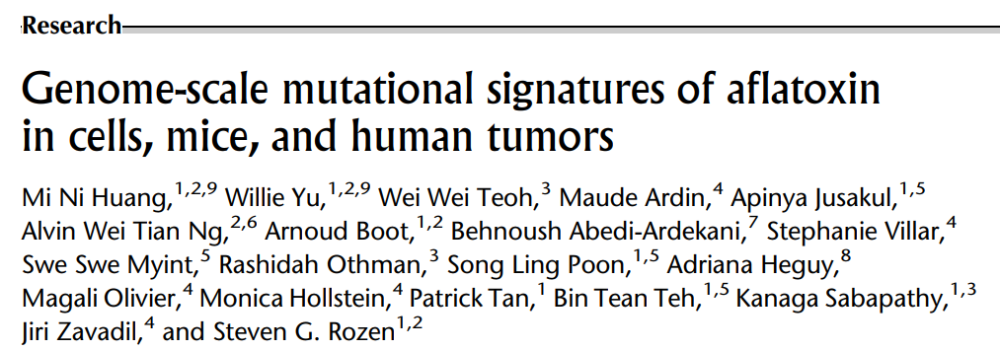 Research
Genome-scale mutational signatures of aflatoxin
in cells, mice, and human tumors
Mi Ni Huang,1,2,9 Willie Yu,1,2,9 Wei Wei Teoh,3 Maude Ardin,4 Apinya Jusakul,1,5
Alvin Wei Tian Ng,2,6 Arnoud Boot,1,2 Behnoush Abedi-Ardekani,7 Stephanie Villar,4
Swe Swe Myint,5 Rashidah Othman,3 Song Ling Poon,1,5 Adriana Heguy,8
Magali Olivier,4 Monica Hollstein,4 Patrick Tan,1 Bin Tean Teh,1,5 Kanaga Sabapathy,1,3
Jiri Zavadil,4 and Steven G. Rozen1,2